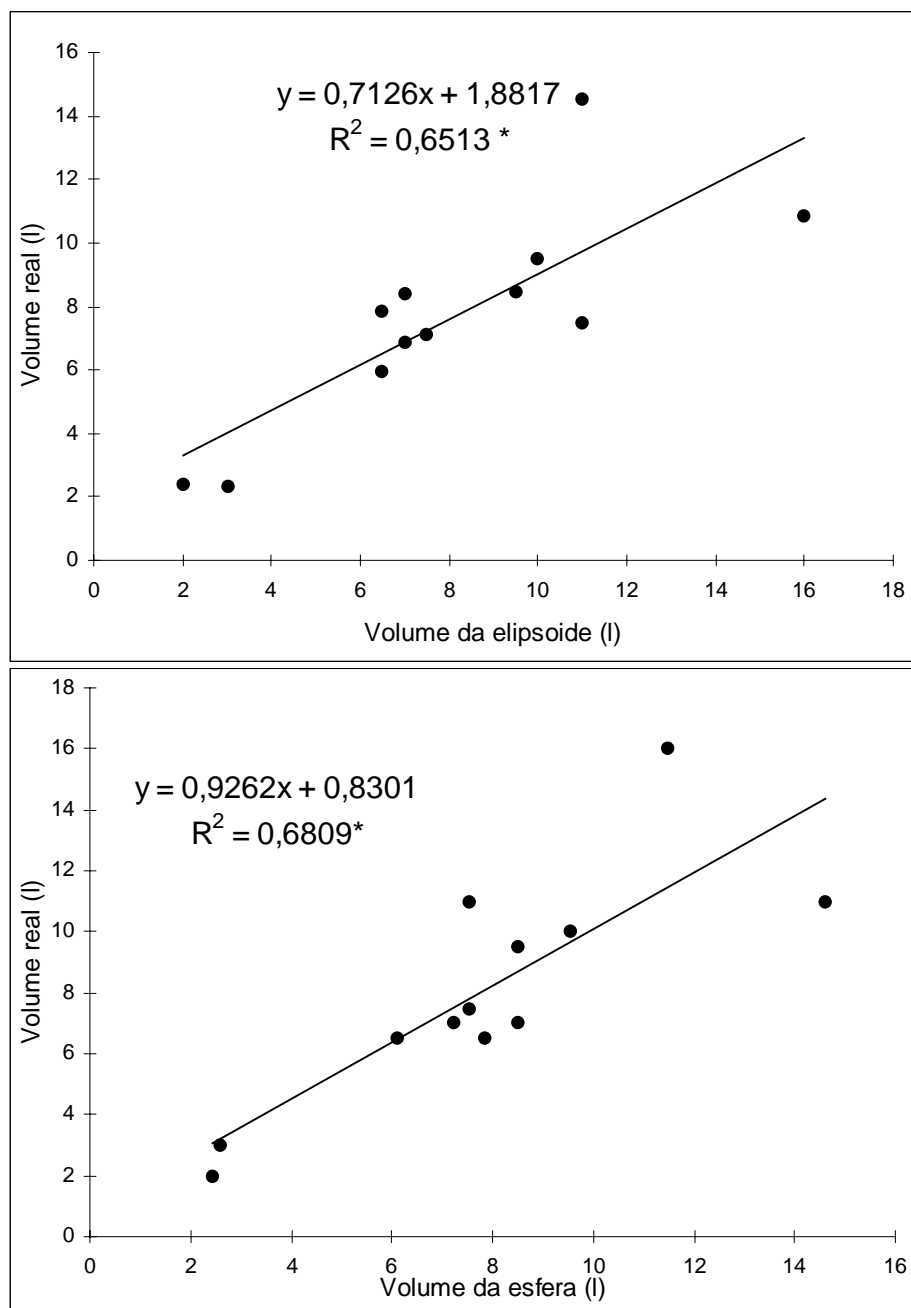 16
14
12
10
8
6
4
2
0
y = 0,7126x + 1,8817
R² = 0,6513 *
Volume real (l)
0 2 4 6 8 10 12 14 16 18
Volume da elipsoide (l)
18
16
14
12
10
8
6
4
2
0
y = 0,9262x + 0,8301
R² = 0,6809*
Volume real (l)
0 2 4 6 8 10 12 14 16
Volume da esfera (l)